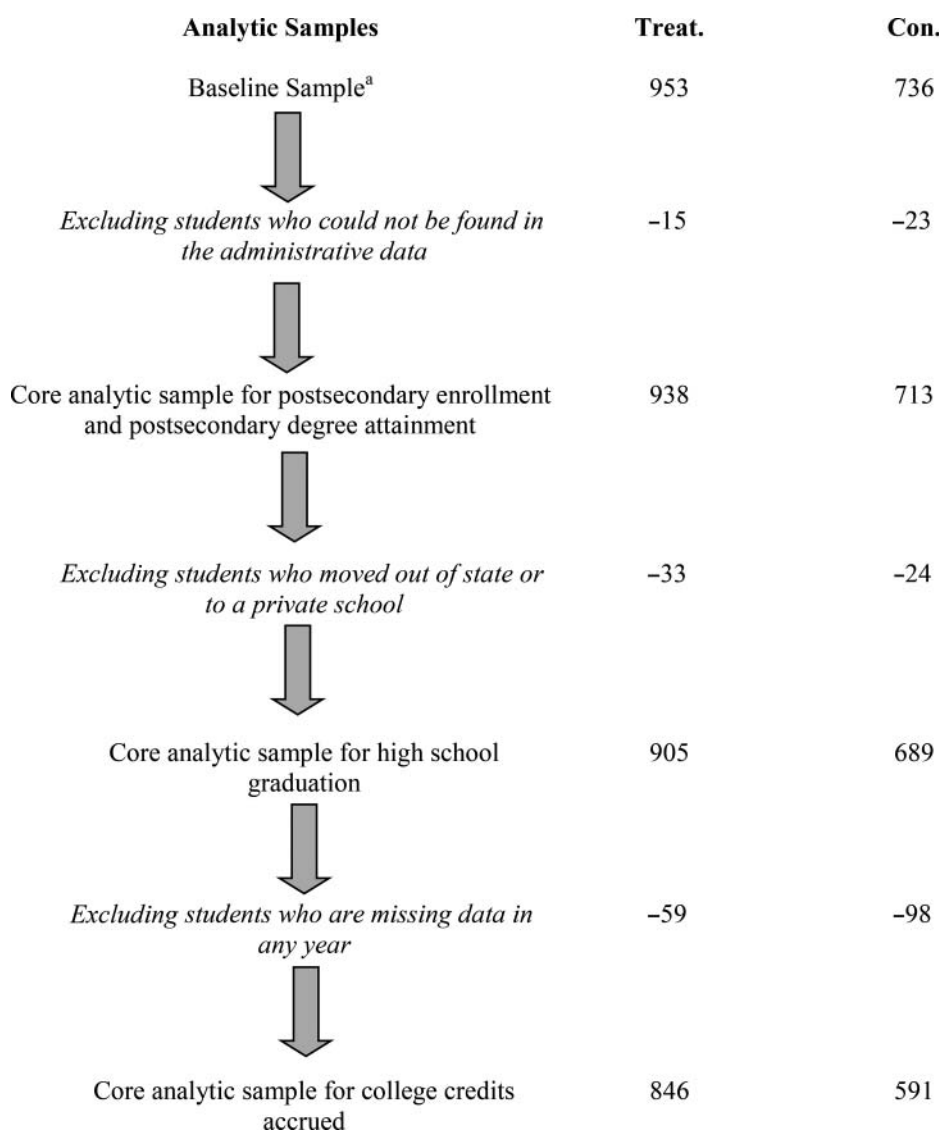 Analytic Samples Treat. Con.
Baseline Sampleᵃ 953 736
Excluding students who could not be found in –15 –23
the administrative data
Core analytic sample for postsecondary enrollment 938 713
and postsecondary degree attainment
Excluding students who moved out of state or –33 –24
to a private school
Core analytic sample for high school 905 689
graduation
Excluding students who are missing data in –59 –98
any year
Core analytic sample for college credits 846 591
accrued